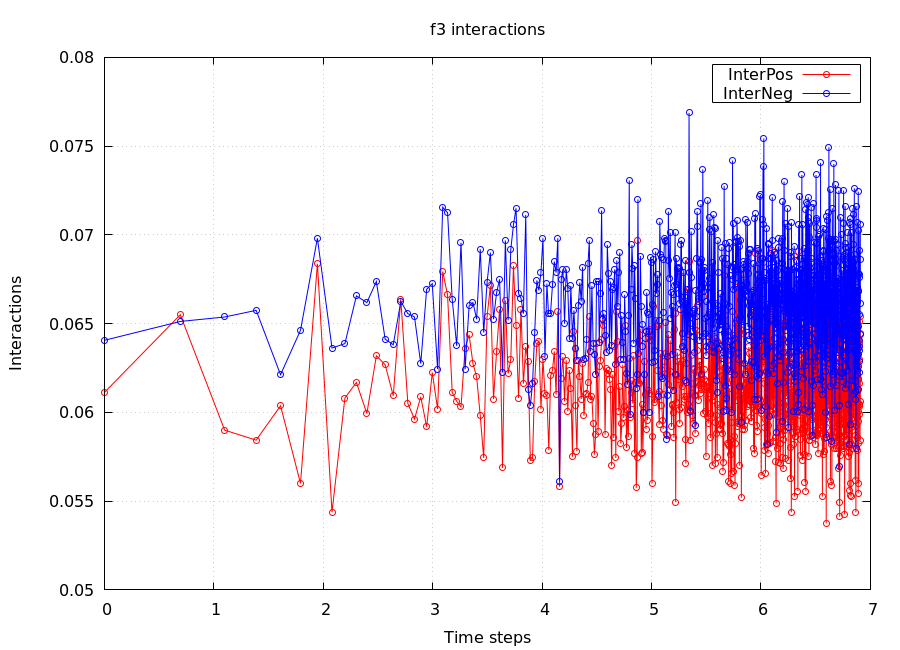 f3 interactions
0.08
InterPos
InterNeg
0.075
0.07
0.065
0.06
0.055
0.05
Interactions
0 1 2 3 4 5 6 7
Time steps